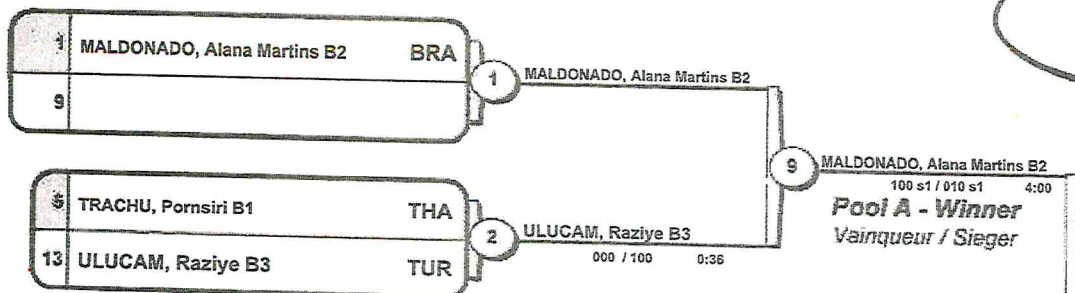 1 MALDONADO, Alana Martins B2 BRA
9
1 MALDONADO, Alana Martins B2
5 TRACHU, Pornsiri B1 THA
13 ULUCAM, Raziye B3 TUR
2 ULUCAM, Raziye B3
000 / 100 0:36
9 MALDONADO, Alana Martins B2
100 s1 / 010 s1 4:00
Pool A - Winner
Vainqueur / Sieger